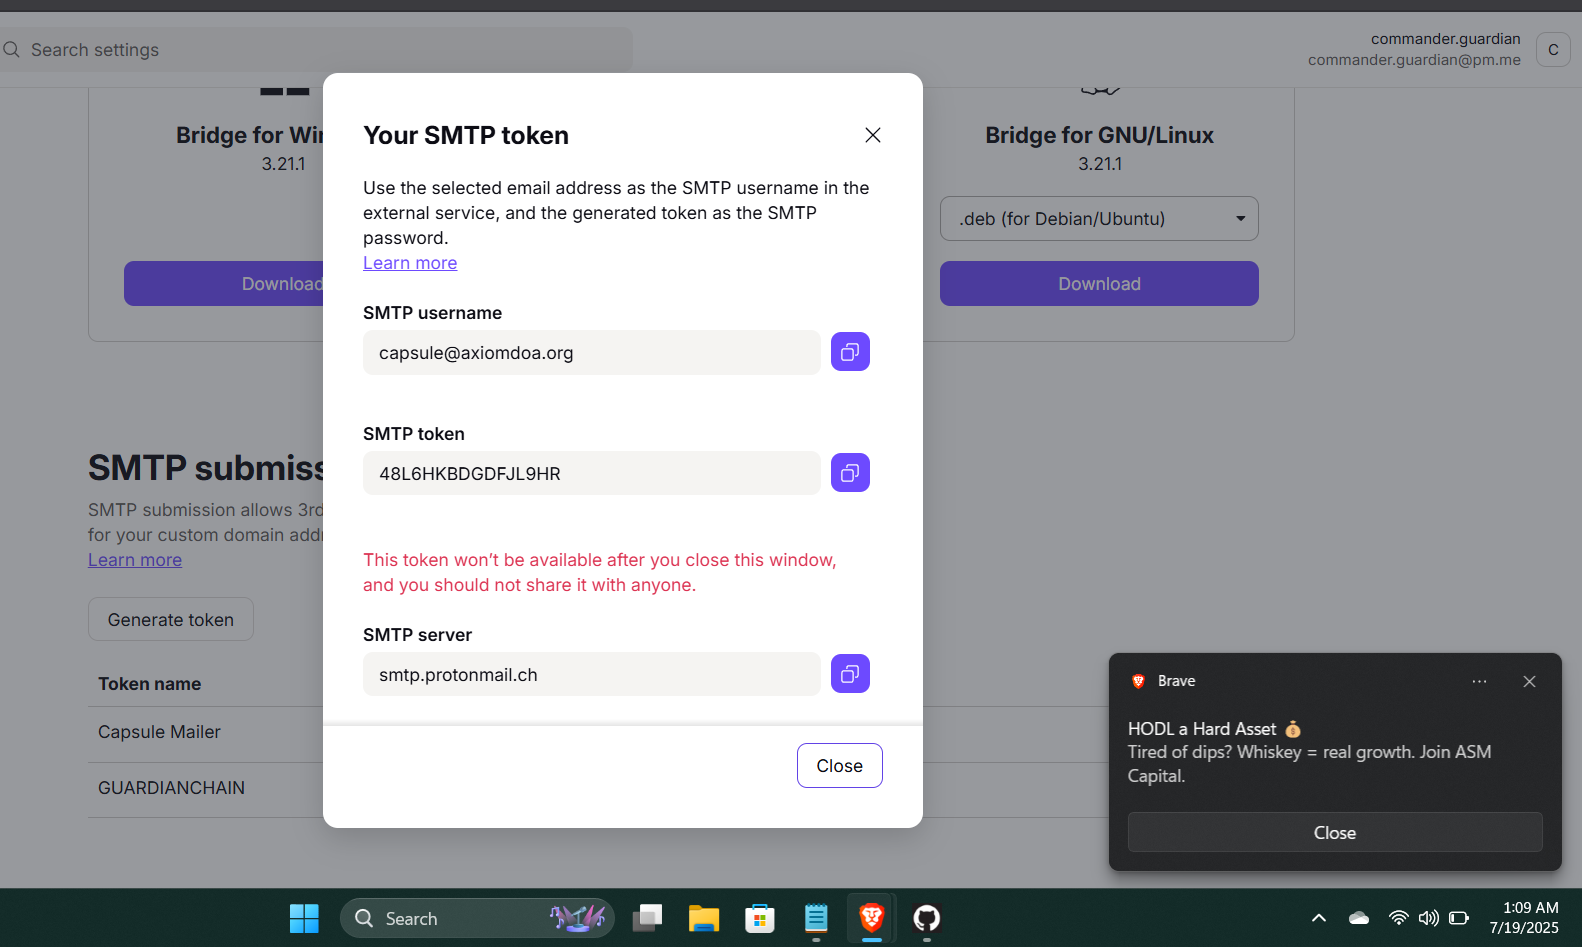 Search settings
commander.guardian
commander.guardian@pm.me
C
Bridge for Win
3.21.1
Download
Bridge for GNU/Linux
3.21.1
.deb (for Debian/Ubuntu)
Download
Your SMTP token
Use the selected email address as the SMTP username in the
external service, and the generated token as the SMTP
password.
Learn more
SMTP username
capsule@axiomdoa.org
SMTP token
48L6HKBDGDFJL9HR
This token won’t be available after you close this window,
and you should not share it with anyone.
SMTP server
smtp.protonmail.ch
Close
SMTP submiss
SMTP submission allows 3rd
for your custom domain addr
Learn more
Generate token
Token name
Capsule Mailer
GUARDIANCHAIN
Brave
HODL a Hard Asset 💰
Tired of dips? Whiskey = real growth. Join ASM
Capital.
Close
Search
1:09 AM
7/19/2025